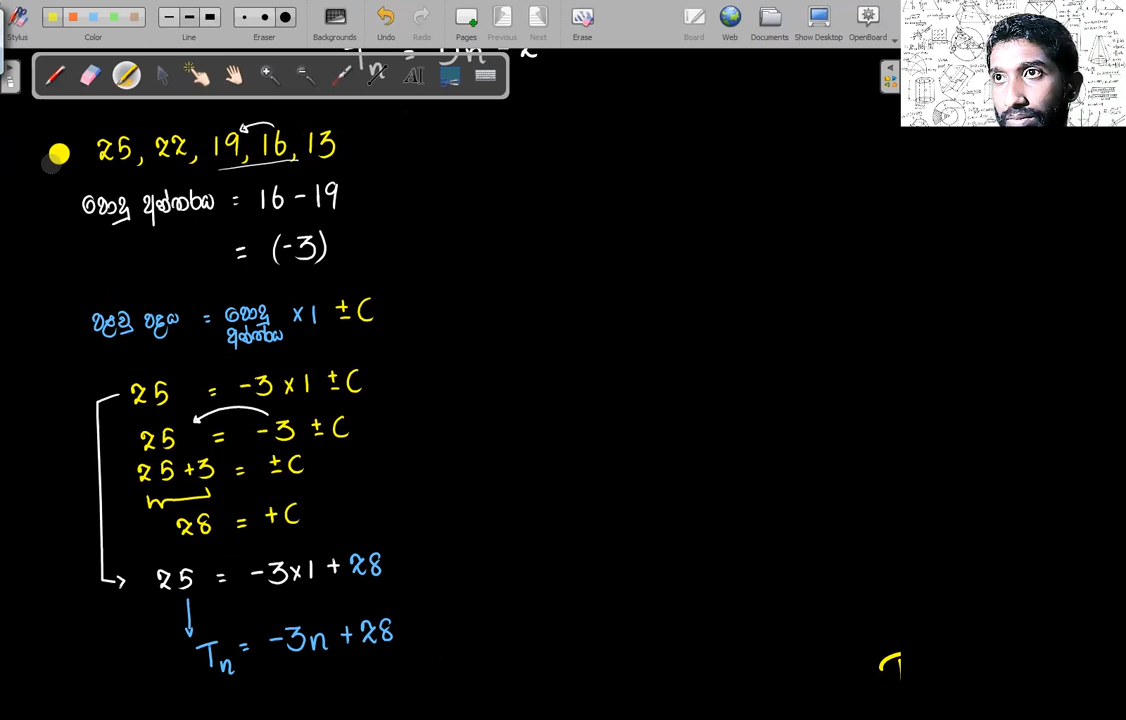 Stylus
Color
Line
Eraser
Backgrounds
Undo
Redo
Pages
Previous
Next
Erase
Board
Web
Documents
Show Desktop
OpenBoard
25, 22, 19, 16, 13
පොදු අන්තරය = 16 - 19
= (-3)
පළමු පදය = පොදු අන්තරය ×1 ± C
25 = -3 × 1 ± C
25 = -3 ± C
25 + 3 = ± C
28 = + C
25 = -3×1 + 28
Tn = -3n + 28